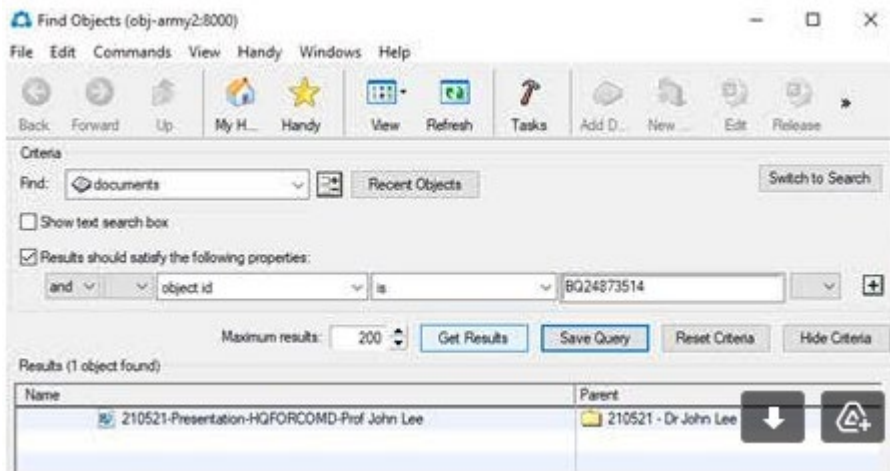 Find Objects (obj-army2:8000)
File Edit Commands View Handy Windows Help
Back Forward Up My H... Handy View Refresh Tasks Add D... New ... Edit Release »
Criteria
Find: documents Recent Objects Switch to Search
Show text search box
Results should satisfy the following properties:
and object id is BQ24873514
Maximum results: 200 Get Results Save Query Reset Criteria Hide Criteria
Results (1 object found)
Name Parent
210521-Presentation-HQFORCOMD-Prof John Lee 210521 - Dr John Lee